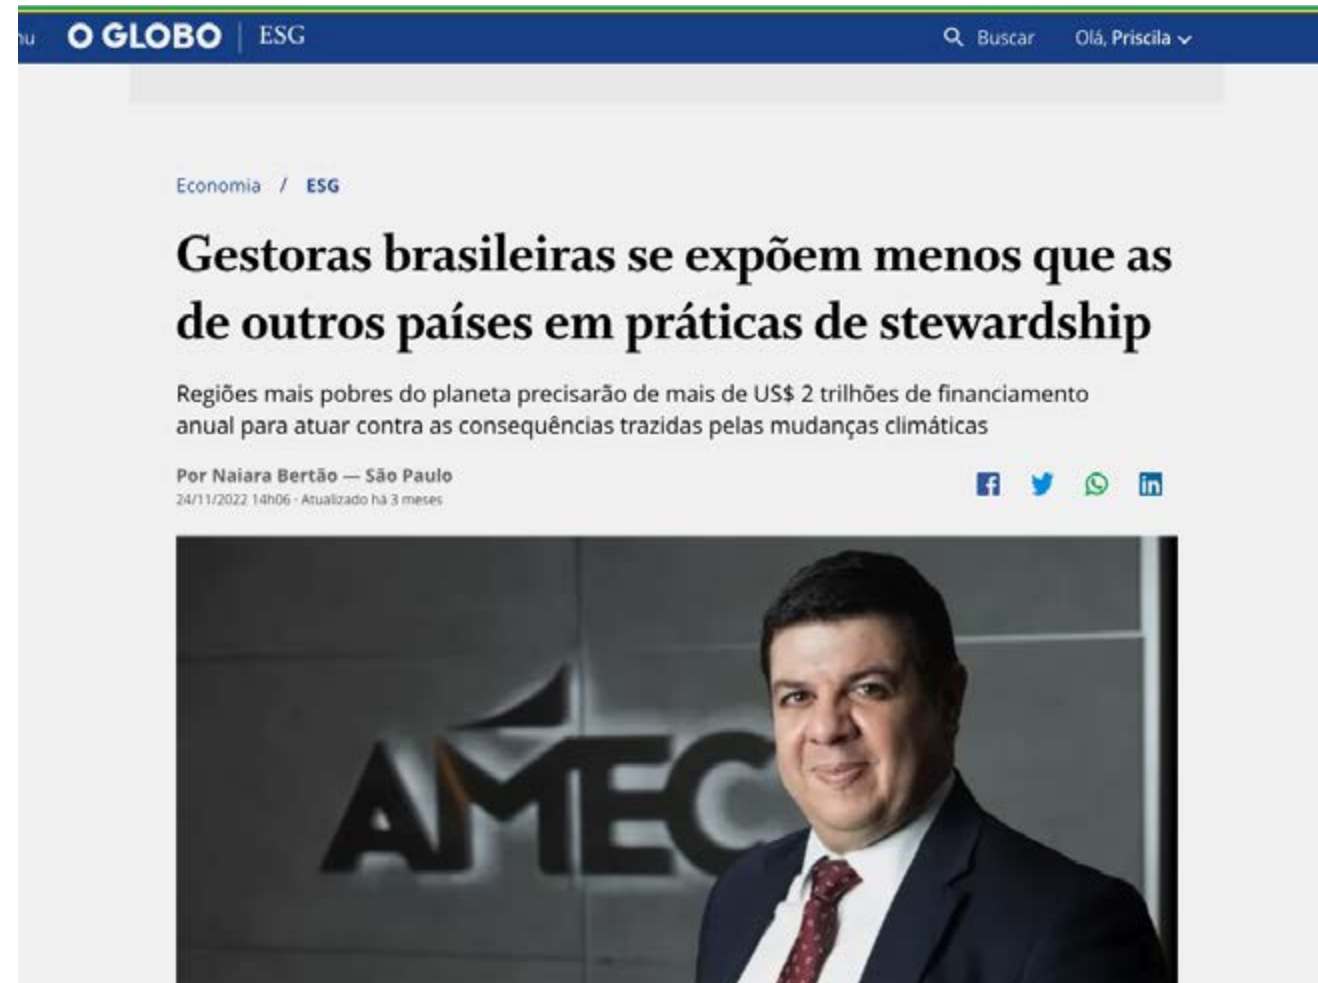 O GLOBO | ESG
Buscar
Olá, Priscila
Economia / ESG
Gestoras brasileiras se expõem menos que as
de outros países em práticas de stewardship
Regiões mais pobres do planeta precisarão de mais de US$ 2 trilhões de financiamento
anual para atuar contra as consequências trazidas pelas mudanças climáticas
Por Naiara Bertão — São Paulo
24/11/2022 14h06 · Atualizado há 3 meses
AMEC